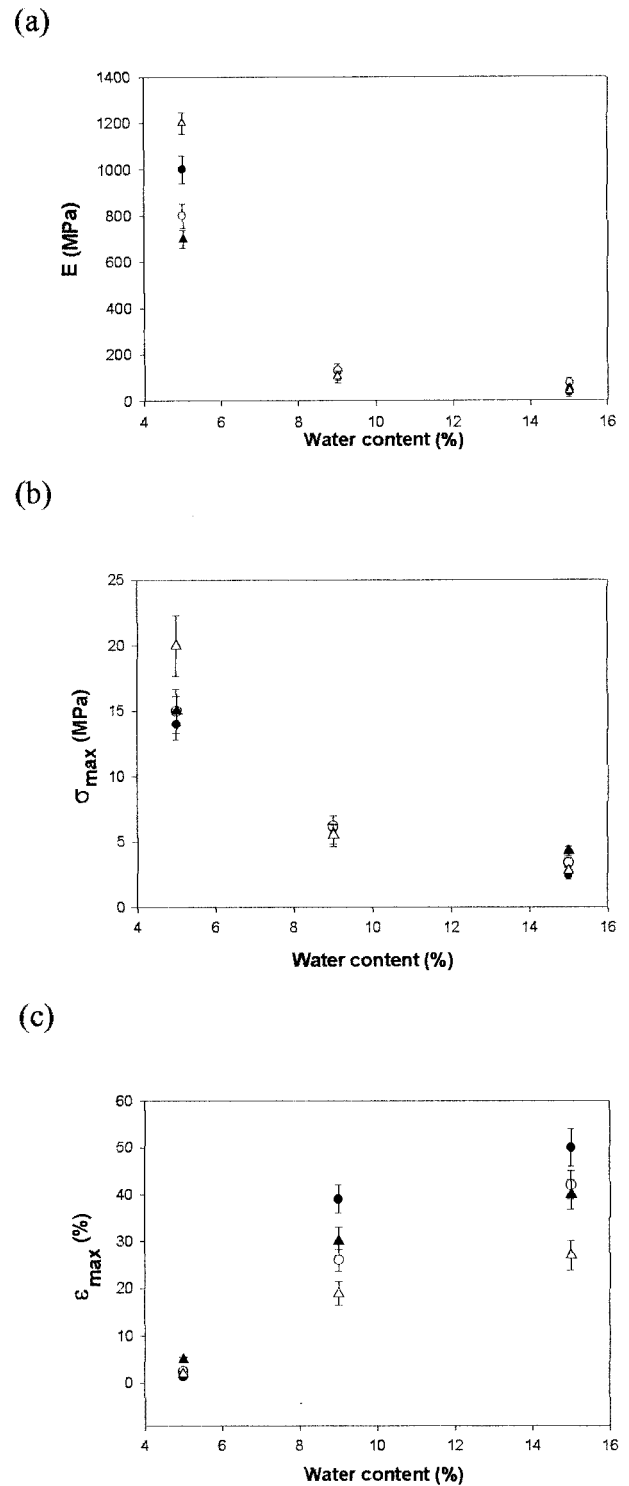 (a)
1400
1200
1000
800
600
400
200
0
E (MPa)
4 6 8 10 12 14 16
Water content (%)
(b)
25
20
15
10
5
0
σmax (MPa)
4 6 8 10 12 14 16
Water content (%)
(c)
60
50
40
30
20
10
0
εmax (%)
4 6 8 10 12 14 16
Water content (%)